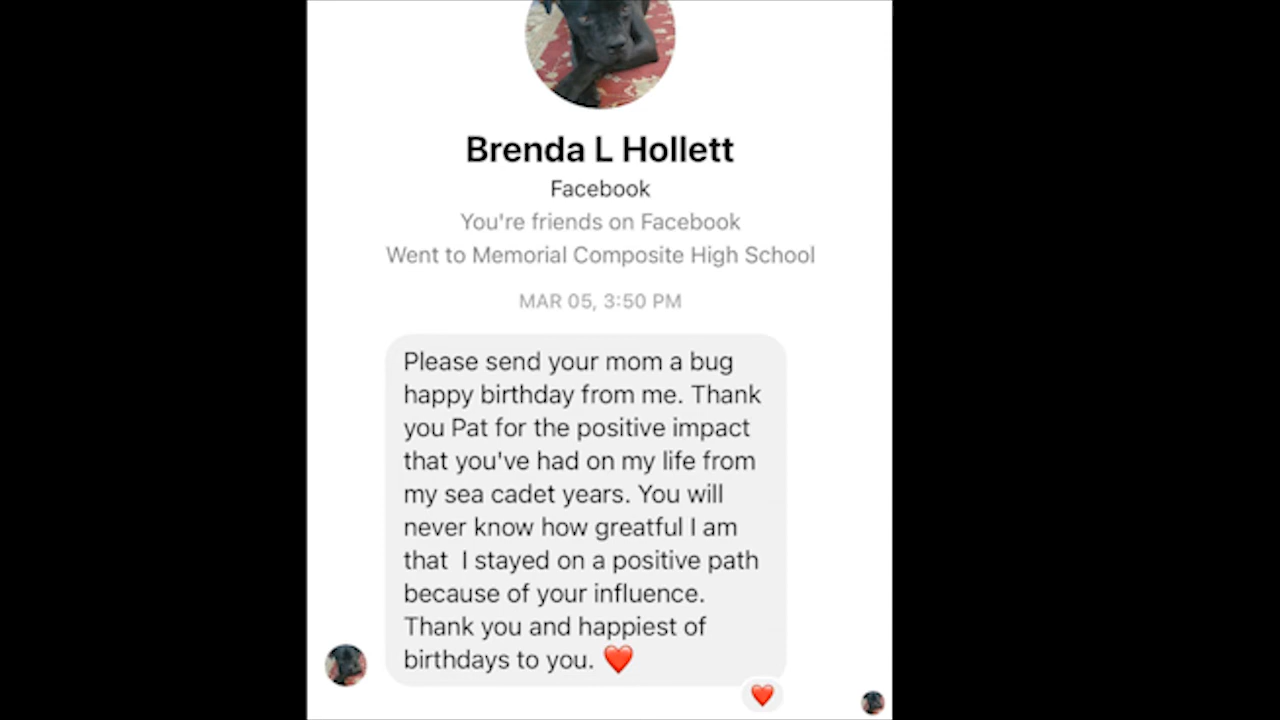 Brenda L Hollett
Facebook
You're friends on Facebook
Went to Memorial Composite High School
MAR 05, 3:50 PM
Please send your mom a bug
happy birthday from me. Thank
you Pat for the positive impact
that you've had on my life from
my sea cadet years. You will
never know how greatful I am
that  I stayed on a positive path
because of your influence.
Thank you and happiest of
birthdays to you. ❤️